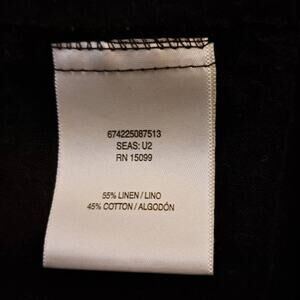 674225087513
SEAS: U2
RN 15099
55% LINEN / LINO
45% COTTON / ALGODÓN